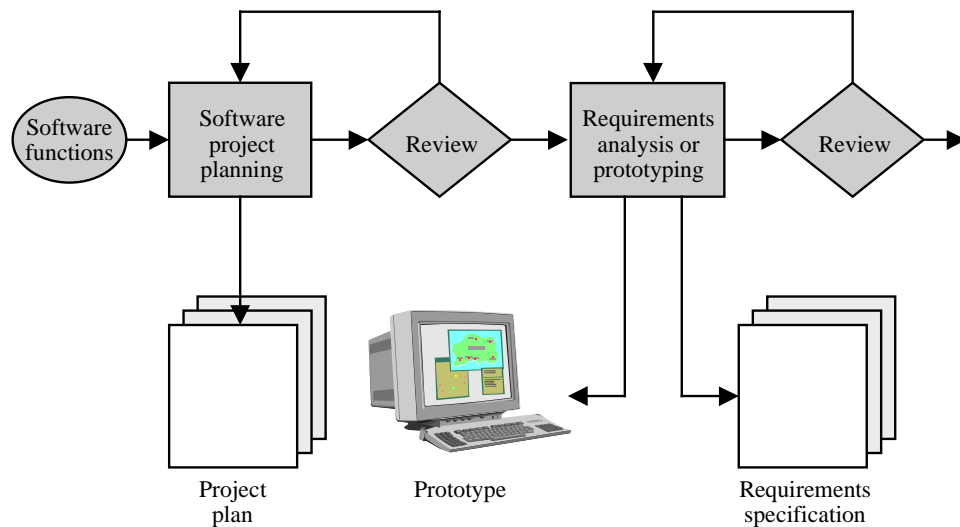 Software
functions
Software
project
planning
Review
Requirements
analysis or
prototyping
Review
Project
plan
Prototype
Requirements
specification